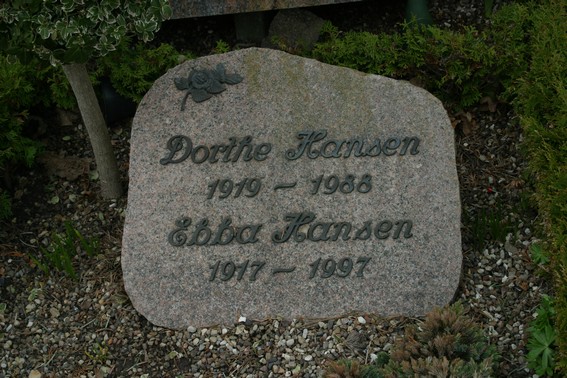 Dorthe Hansen
1919 - 1988
Ebba Hansen
1917 - 1997